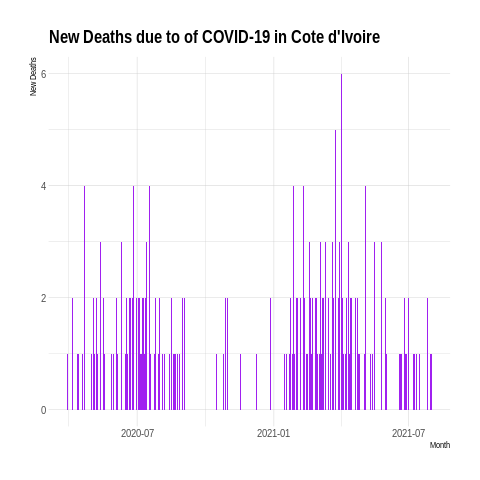 New Deaths due to of COVID-19 in Cote d'Ivoire
New Deaths
6
4
2
0
2020-07
2021-01
2021-07
Month